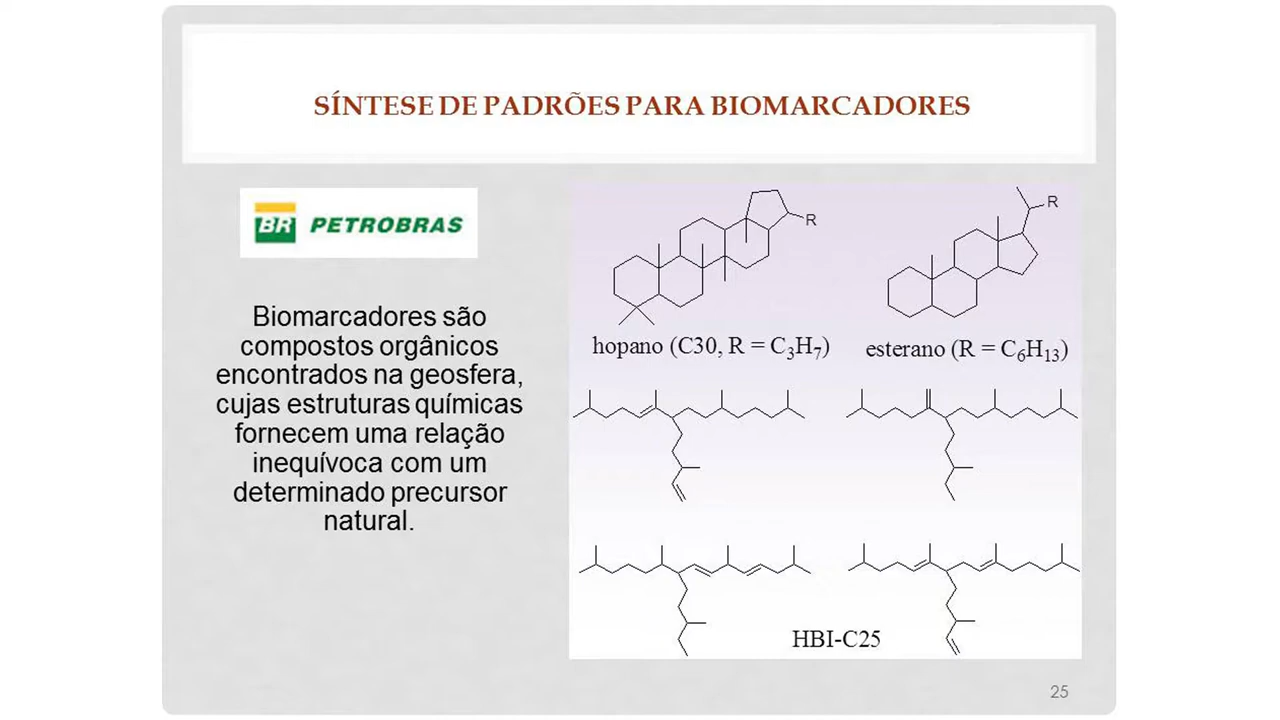 SÍNTESE DE PADRÕES PARA BIOMARCADORES
BR PETROBRAS
Biomarcadores são
compostos orgânicos
encontrados na geosfera,
cujas estruturas químicas
fornecem uma relação
inequívoca com um
determinado precursor
natural.
R
R
hopano (C30, R = C₃H₇)
esterano (R = C₆H₁₃)
HBI-C25
25